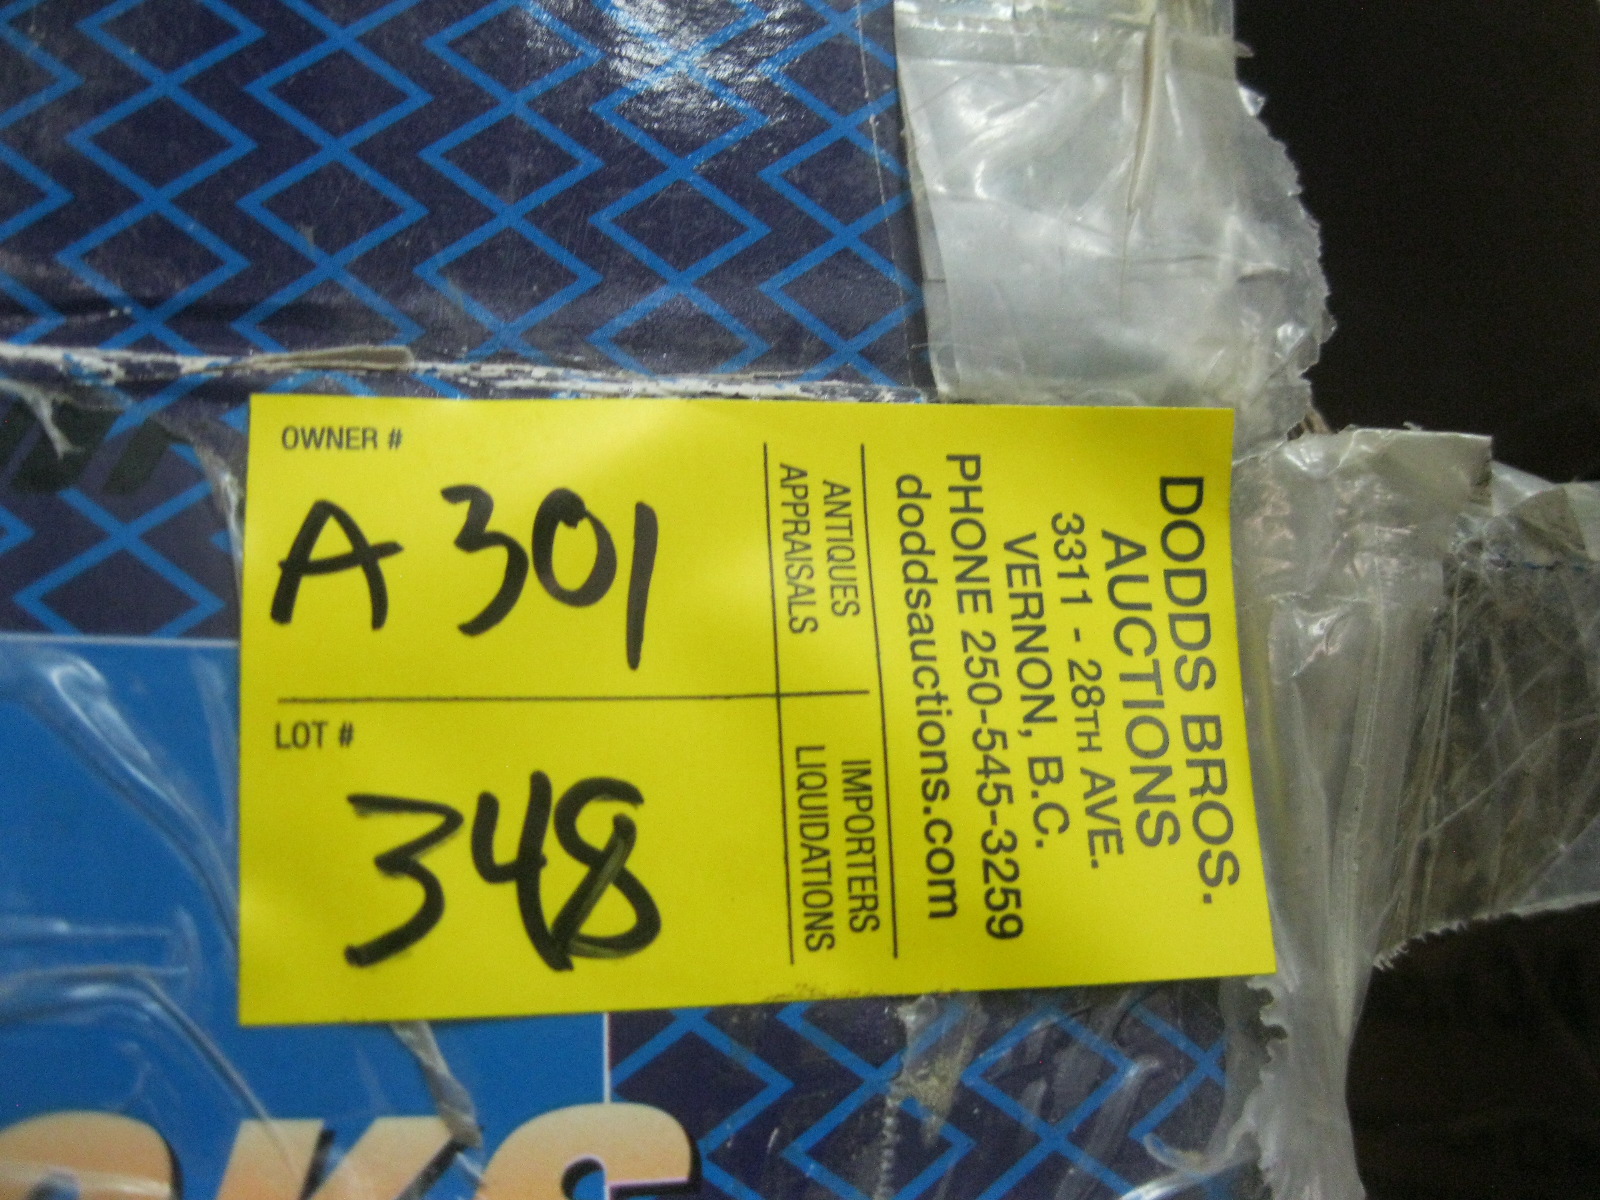 OWNER #
A 301
LOT #
348
ANTIQUES
APPRAISALS
IMPORTERS
LIQUIDATIONS
DODDS BROS.
AUCTIONS
3311 - 28TH AVE.
VERNON, B.C.
PHONE 250-545-3259
doddsauctions.com